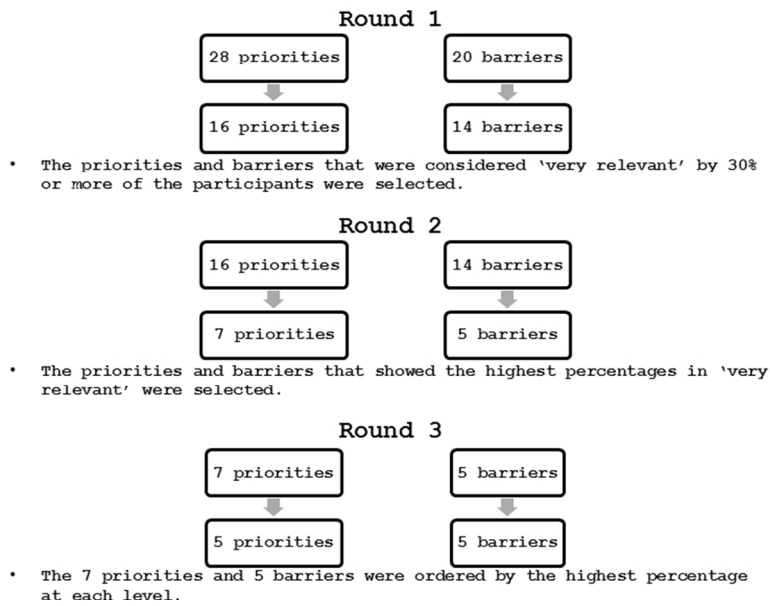 Round 1
28 priorities
20 barriers
16 priorities
14 barriers
• The priorities and barriers that were considered ‘very relevant’ by 30%
or more of the participants were selected.
Round 2
16 priorities
14 barriers
7 priorities
5 barriers
• The priorities and barriers that showed the highest percentages in ‘very
relevant’ were selected.
Round 3
7 priorities
5 barriers
5 priorities
5 barriers
• The 7 priorities and 5 barriers were ordered by the highest percentage
at each level.